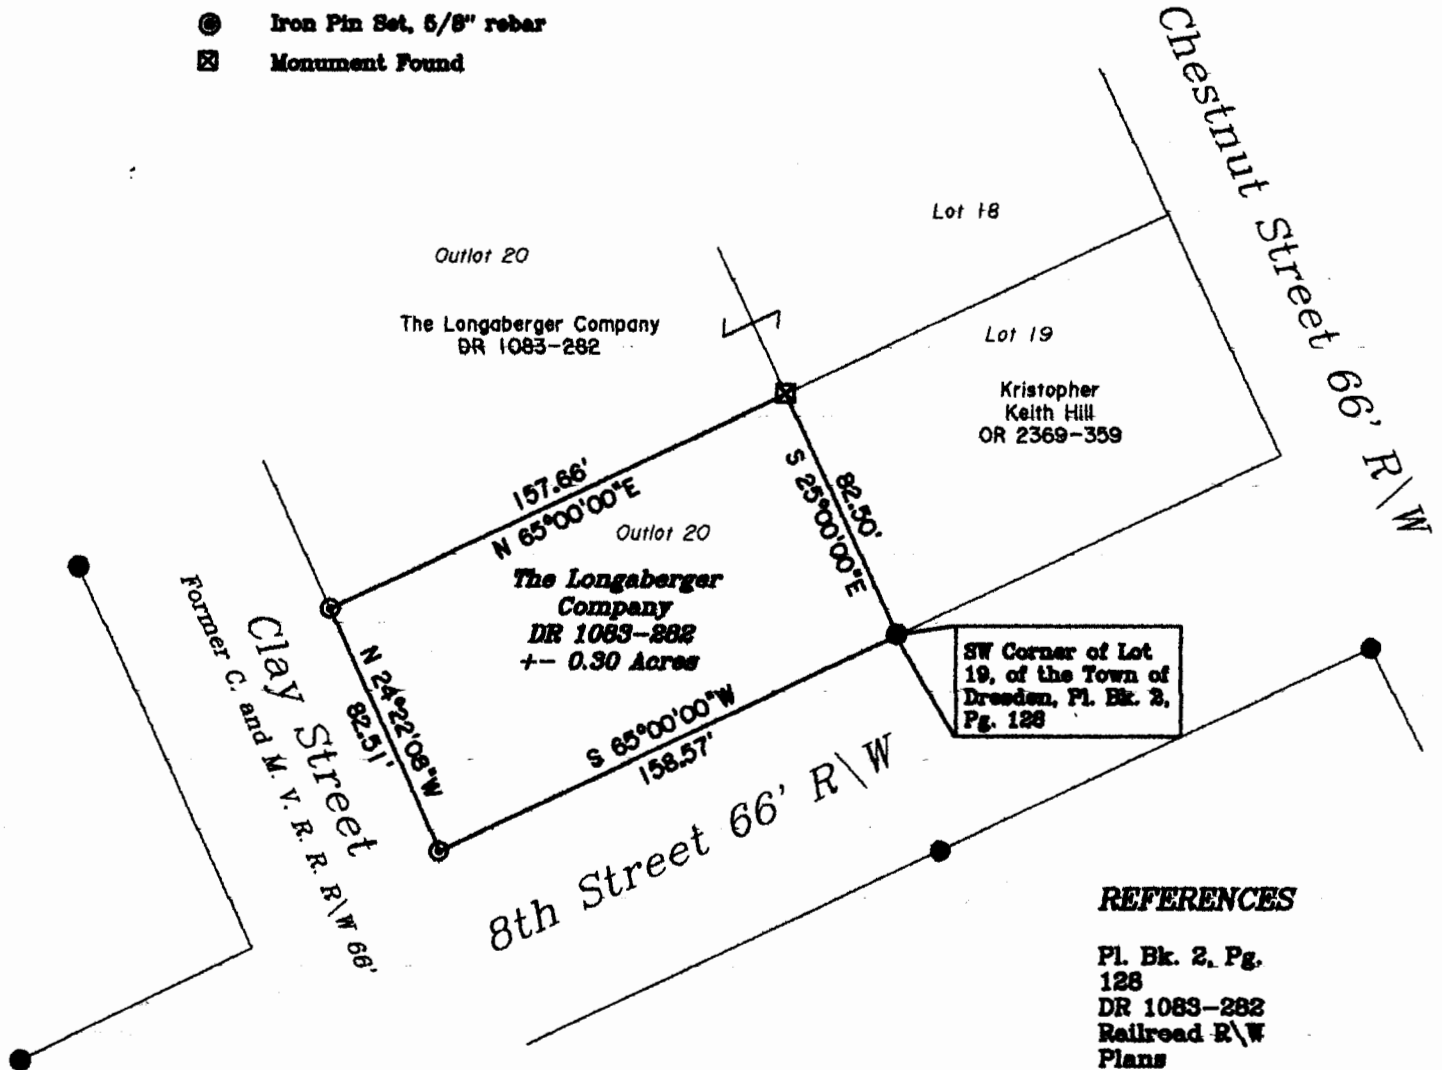 Iron Pin Set, 5/8" rebar
Monument Found
Chestnut Street 66' R\W
Lot 18
Outlot 20
The Longaberger Company
DR 1083-282
Lot 19
Kristopher
Keith Hill
OR 2369-359
157.66'
N 65°00'00"E
S 25°00'00"E
82.50'
Outlot 20
The Longaberger
Company
DR 1083-282
+- 0.30 Acres
Clay Street
Former C. and M. V. R. R. R\W 66'
N 24°22'08"W
82.51'
S 65°00'00"W
158.57'
SW Corner of Lot
19, of the Town of
Dresden, Pl. Bk. 2,
Pg. 128
8th Street 66' R\W
REFERENCES
Pl. Bk. 2, Pg.
128
DR 1083-282
Railroad R\W
Plans